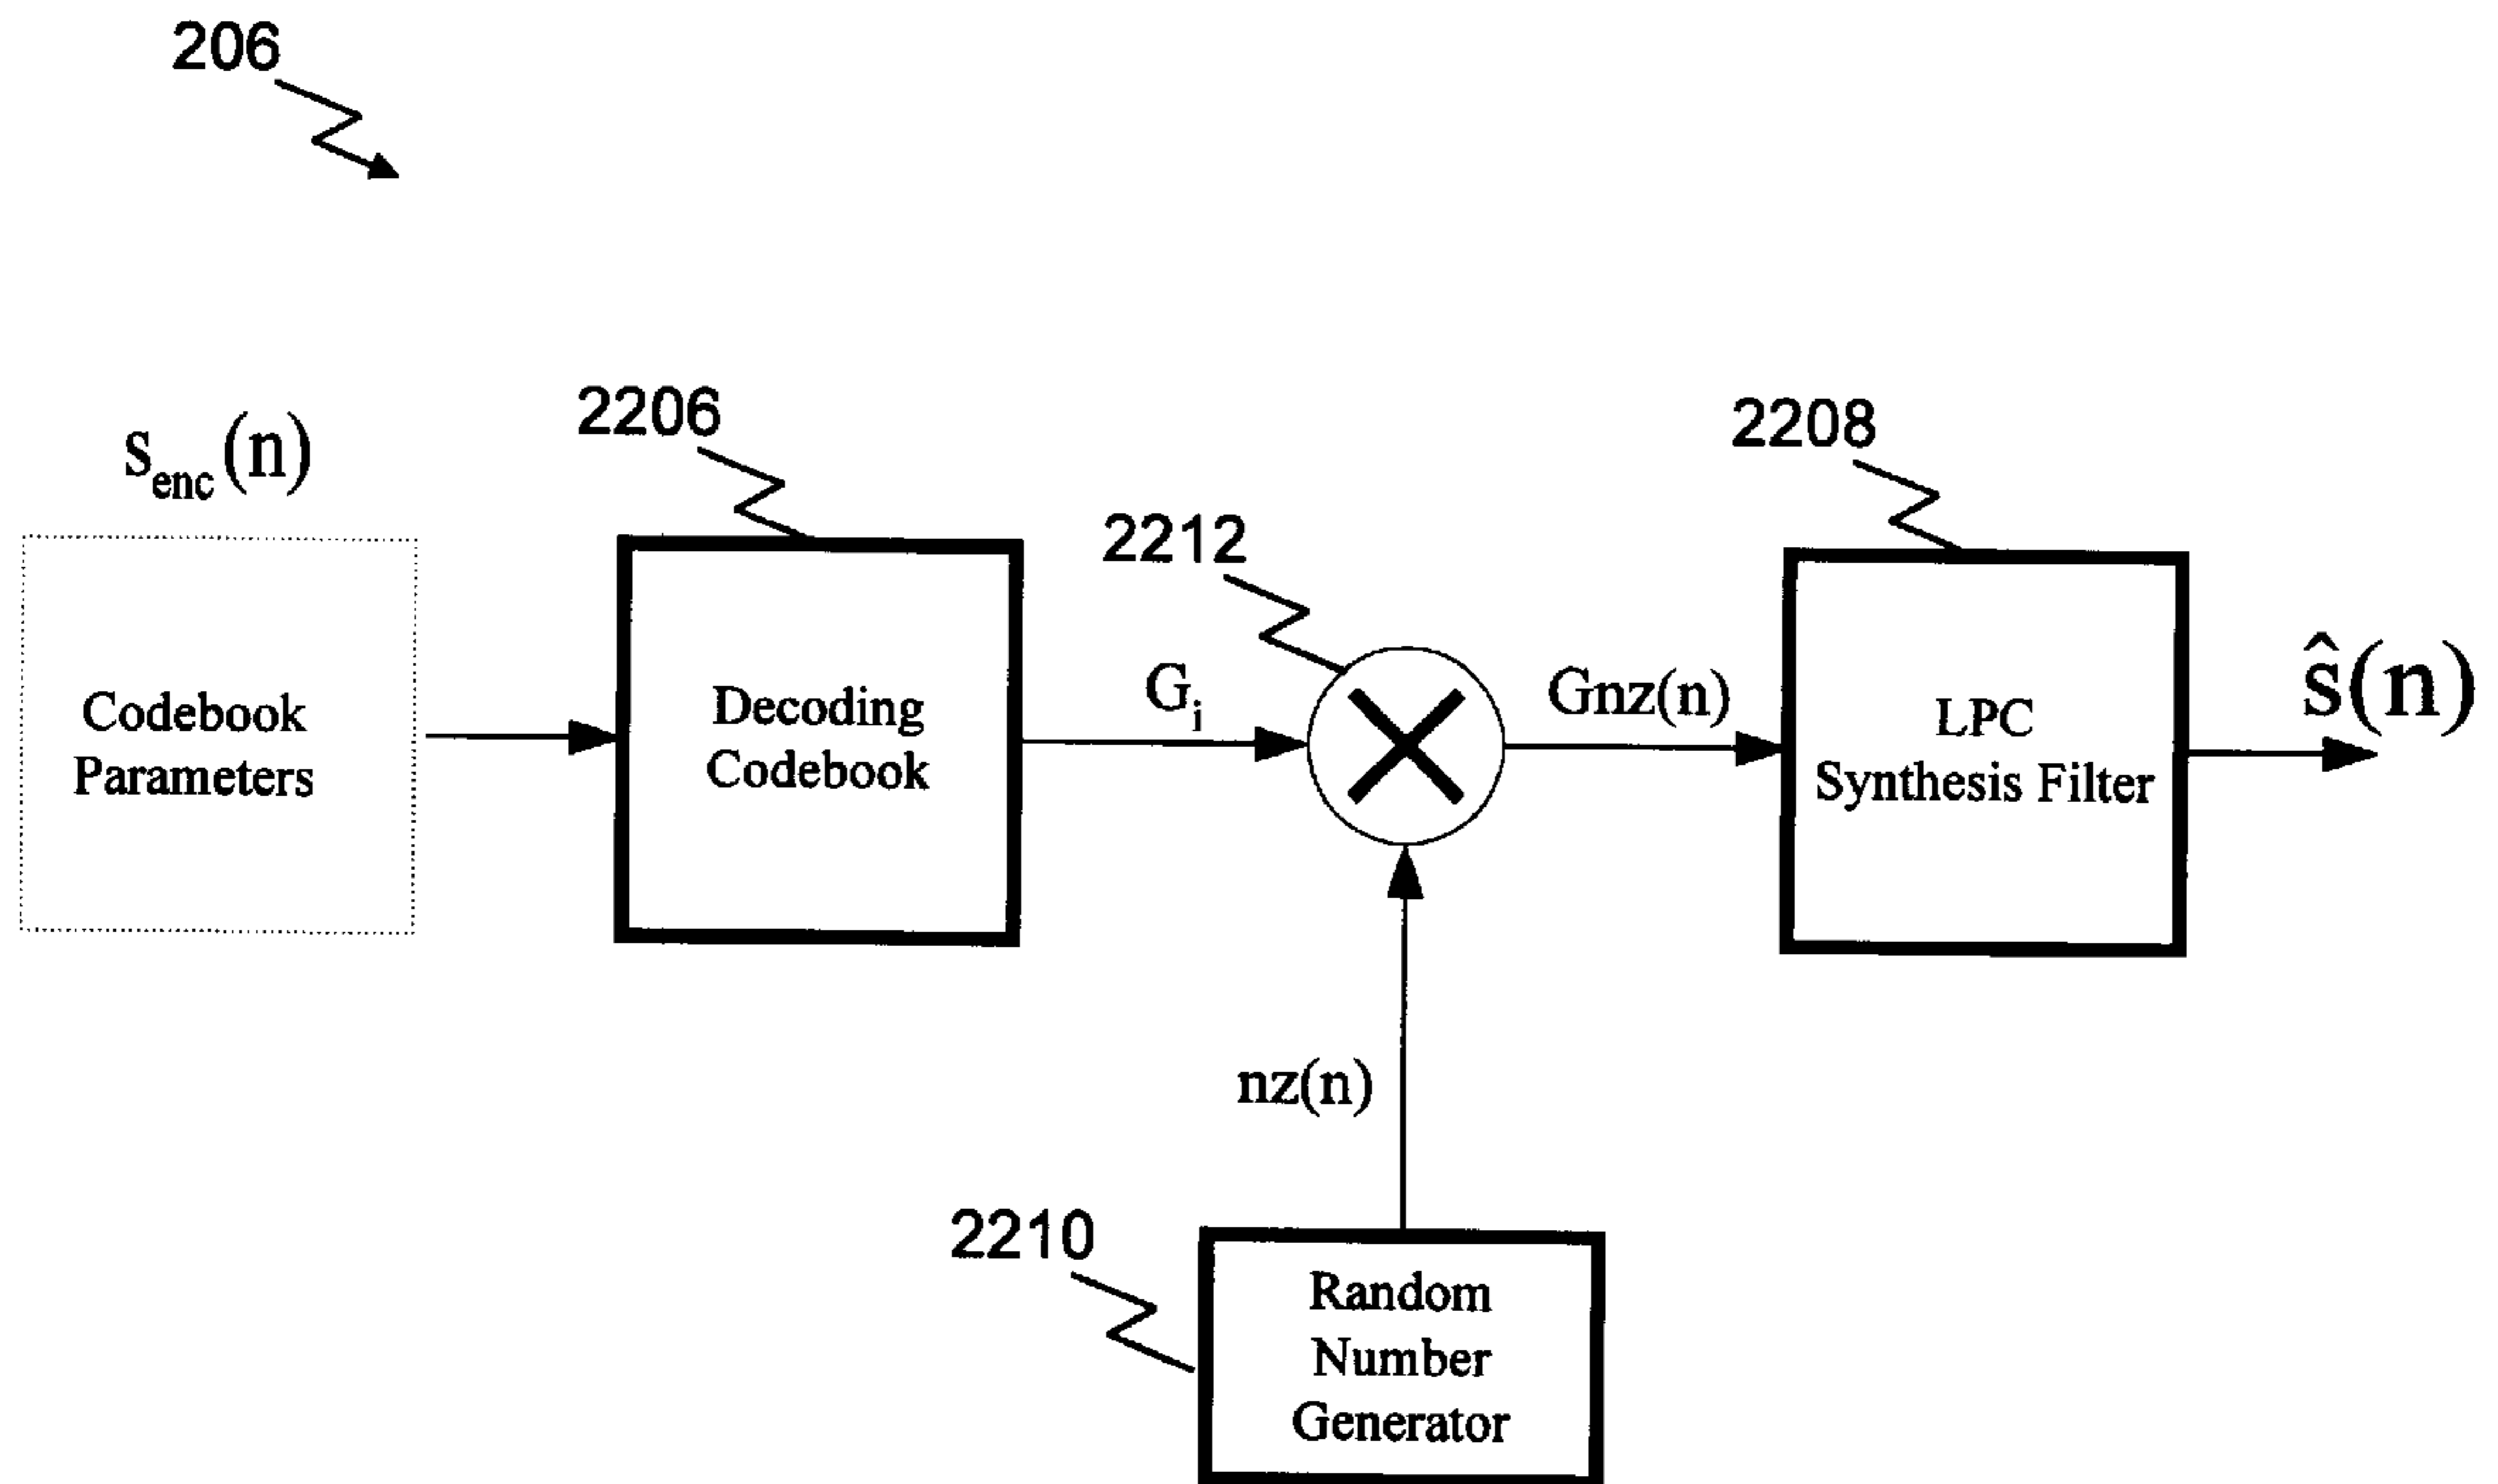 206
s_enc(n)
2206
2212
2208
Codebook
Parameters
Decoding
Codebook
G_i
Gnz(n)
LPC
Synthesis Filter
ŝ(n)
nz(n)
2210
Random
Number
Generator